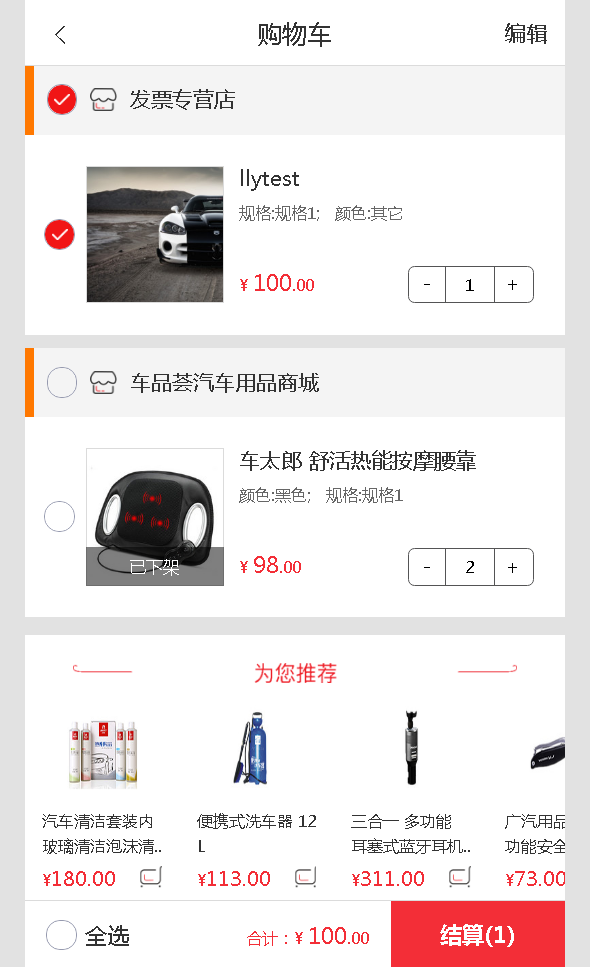 购物车 编辑
发票专营店
llytest
规格:规格1; 颜色:其它
¥ 100.00 - 1 +
车品荟汽车用品商城
车太郎 舒活热能按摩腰靠
颜色:黑色; 规格:规格1
已下架
¥ 98.00 - 2 +
为您推荐
汽车清洁套装内 便携式洗车器 12 三合一 多功能 广汽用品
玻璃清洁泡沫清.. L 耳塞式蓝牙耳机.. 功能安全
¥180.00 ¥113.00 ¥311.00 ¥73.00
全选 合计：¥ 100.00 结算(1)